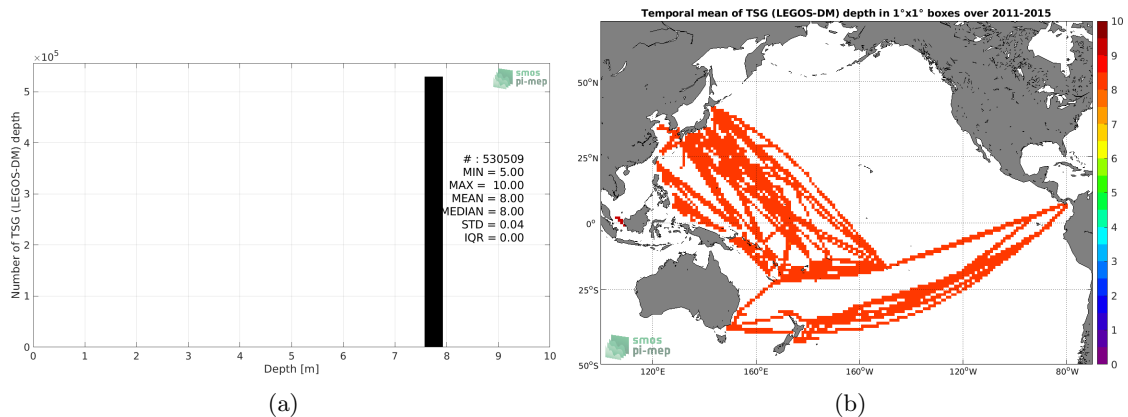 ×10⁵
5
4
3
2
1
0
Number of TSG (LEGOS-DM) depth
smos
pi-mep
# : 530509
MIN = 5.00
MAX = 10.00
MEAN = 8.00
MEDIAN = 8.00
STD = 0.04
IQR = 0.00
0 1 2 3 4 5 6 7 8 9 10
Depth [m]
(a)
Temporal mean of TSG (LEGOS-DM) depth in 1°x1° boxes over 2011-2015
50°N
25°N
0°
25°S
50°S
120°E 160°E 160°W 120°W 80°W
smos
pi-mep
10
9
8
7
6
5
4
3
2
1
0
(b)